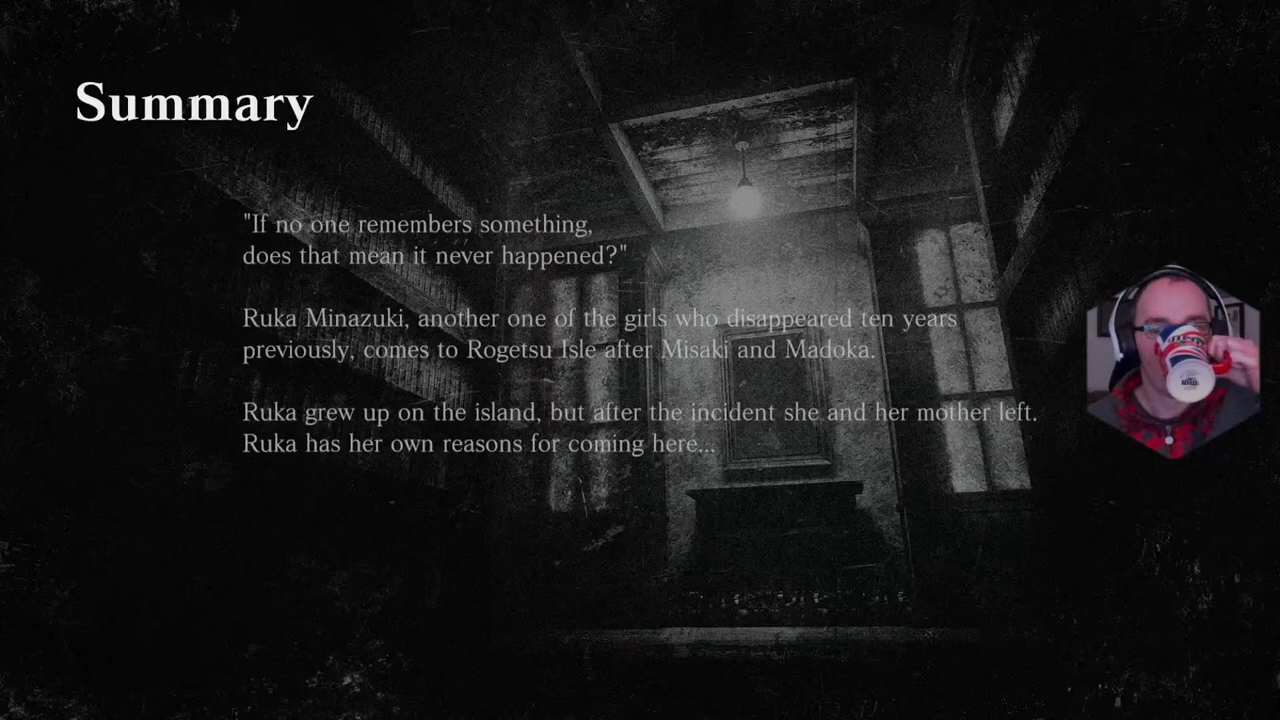 Summary
"If no one remembers something,
does that mean it never happened?"
Ruka Minazuki, another one of the girls who disappeared ten years
previously, comes to Rogetsu Isle after Misaki and Madoka.
Ruka grew up on the island, but after the incident she and her mother left.
Ruka has her own reasons for coming here...